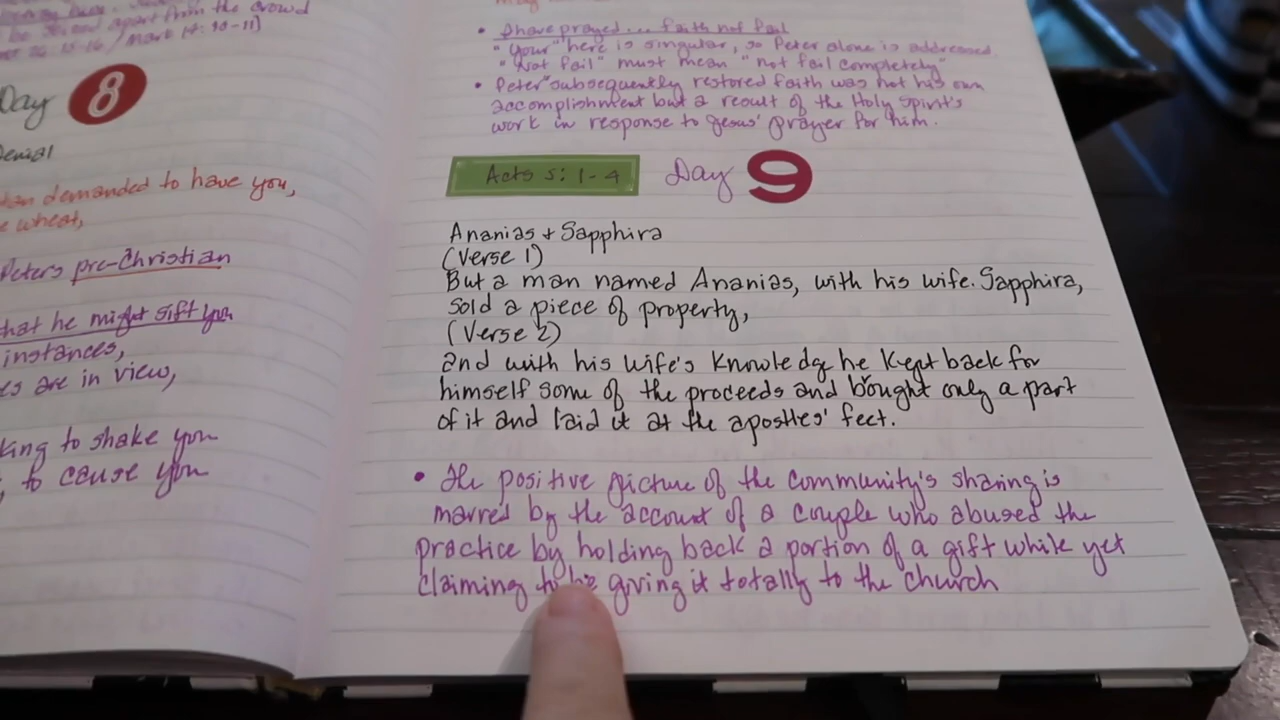 be
apart from the crowd
Mark 14:
Day 8
Denial
demanded to have you,
wheat,
Peter's pre-Christian
hat he might sift you
instances,
es are in view,
king to shake you
, to cause you
• I have prayed... faith not fail
"Your" here is singular, so Peter alone is addressed.
"Not fail" must mean "not fail completely"
• Peter subsequently restored faith was not his own
accomplishment but a result of the Holy Spirit's
work in response to Jesus' prayer for him.
Acts 5: 1-4 Day 9
Ananias + Sapphira
(Verse 1)
But a man named Ananias, with his wife. Sapphira,
sold a piece of property,
(Verse 2)
and with his wife's knowledge he kept back for
himself some of the proceeds and bought only a part
of it and laid it at the apostles' feet.
• The positive picture of the community's sharing is
marred by the account of a couple who abused the
practice by holding back a portion of a gift while yet
claiming to be giving it totally to the church